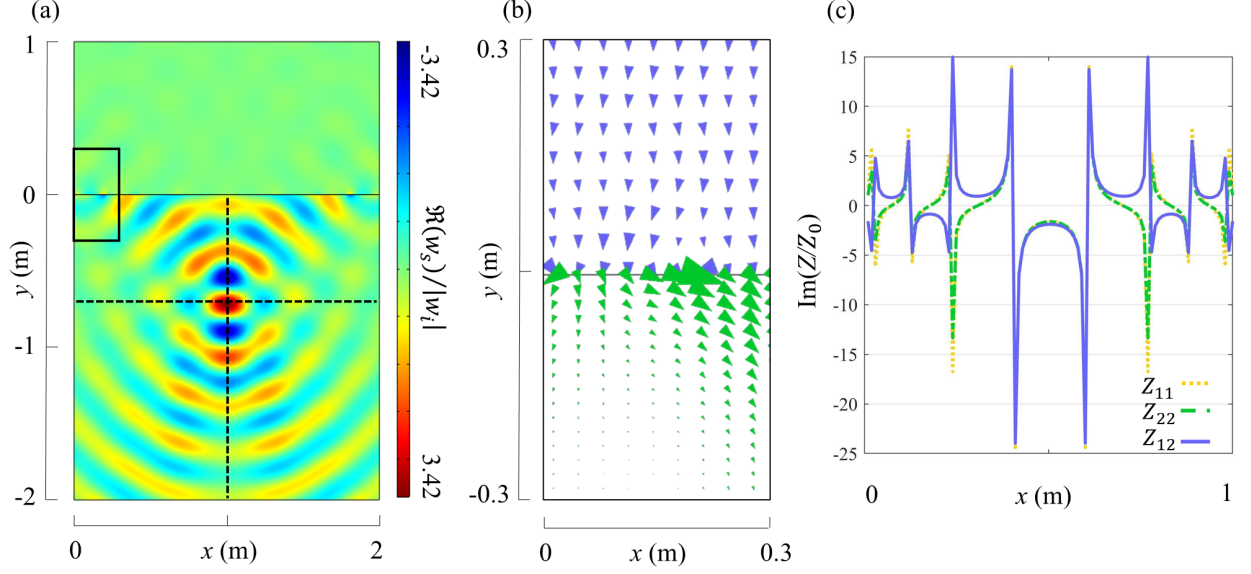 (a)
1
0
-1
-2
y (m)
0
x (m)
2
-3.42
ℜ(w_s)/|w_i|
3.42
(b)
0.3
y (m)
-0.3
0
x (m)
0.3
(c)
15
10
5
0
-5
-10
-15
-20
-25
Im(Z/Z_0)
Z_11
Z_22
Z_12
0
x (m)
1